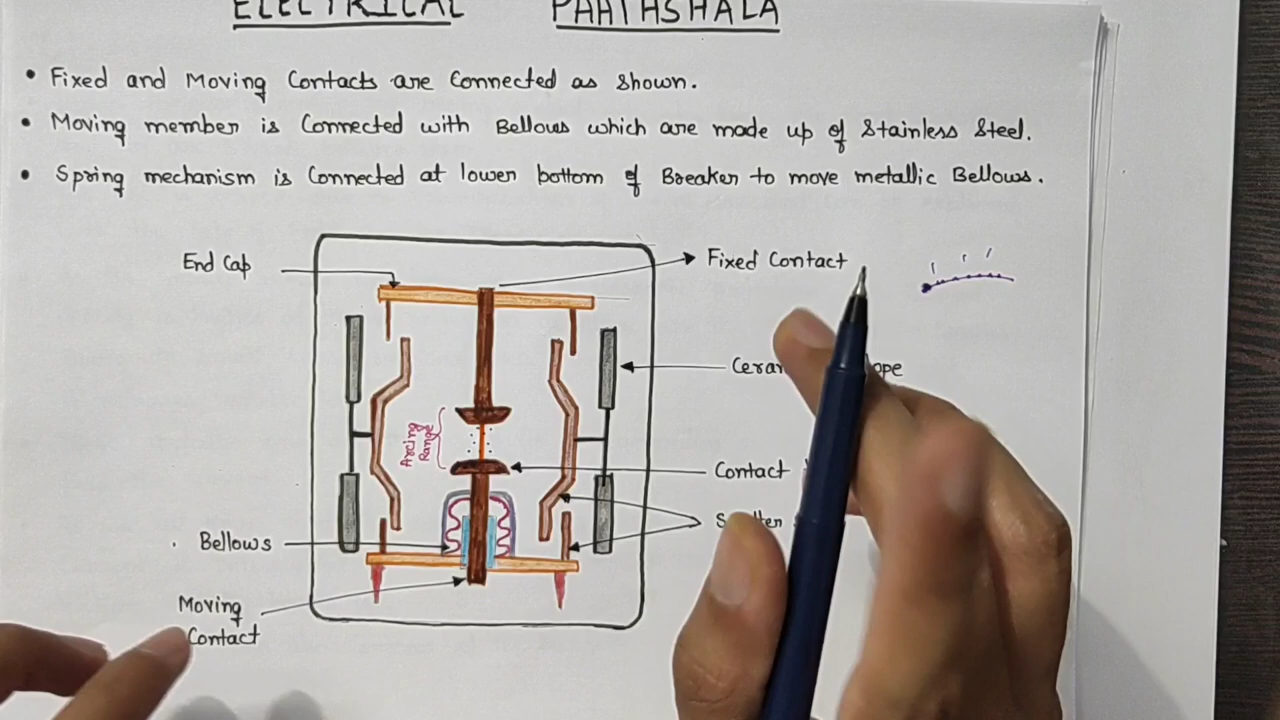 ELECTRICAL PAATHSHALA
• Fixed and Moving Contacts are Connected as shown.
• Moving member is Connected with Bellows which are made up of Stainless Steel.
• Spring mechanism is Connected at lower bottom of Breaker to move metallic Bellows.
End Cap
Fixed Contact
Arcing
Range
Contact
Bellows
Moving
Contact